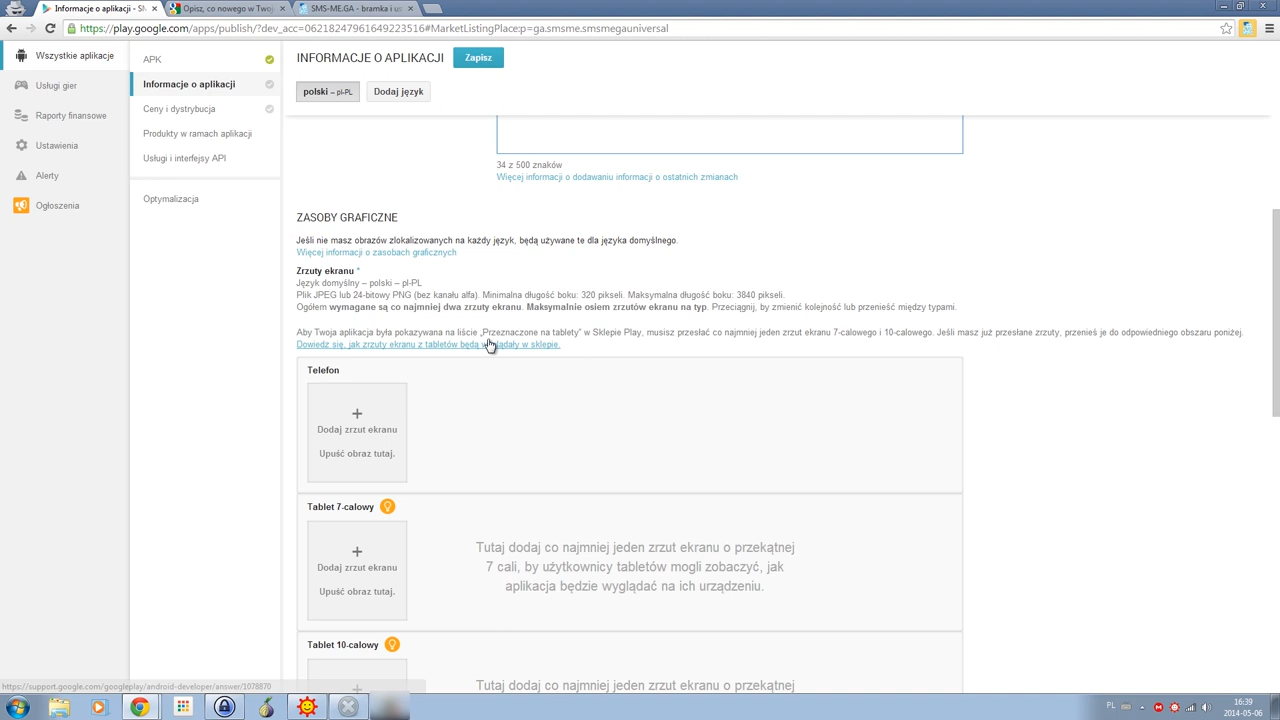 Informacje o aplikacji - SM
Opisz, co nowego w Twoj
SMS-ME.GA - bramka i us
https://play.google.com/apps/publish/?dev_acc=06218247961649223516#MarketListingPlace:p=ga.smsme.smsmegauniversal
Wszystkie aplikacje
Usługi gier
Raporty finansowe
Ustawienia
Alerty
Ogłoszenia
APK
Informacje o aplikacji
Ceny i dystrybucja
Produkty w ramach aplikacji
Usługi i interfejsy API
Optymalizacja
INFORMACJE O APLIKACJI
Zapisz
polski – pl-PL
Dodaj język
34 z 500 znaków
Więcej informacji o dodawaniu informacji o ostatnich zmianach
ZASOBY GRAFICZNE
Jeśli nie masz obrazów zlokalizowanych na każdy język, będą używane te dla języka domyślnego.
Więcej informacji o zasobach graficznych
Zrzuty ekranu *
Język domyślny – polski – pl-PL
Plik JPEG lub 24-bitowy PNG (bez kanału alfa). Minimalna długość boku: 320 pikseli. Maksymalna długość boku: 3840 pikseli.
Ogółem wymagane są co najmniej dwa zrzuty ekranu. Maksymalnie osiem zrzutów ekranu na typ. Przeciągnij, by zmienić kolejność lub przenieść między typami.
Aby Twoja aplikacja była pokazywana na liście „Przeznaczone na tablety” w Sklepie Play, musisz przesłać co najmniej jeden zrzut ekranu 7-calowego i 10-calowego. Jeśli masz już przesłane zrzuty, przenieś je do odpowiedniego obszaru poniżej.
Dowiedz się, jak zrzuty ekranu z tabletów będą wyglądały w sklepie.
Telefon
+
Dodaj zrzut ekranu
Upuść obraz tutaj.
Tablet 7-calowy
+
Dodaj zrzut ekranu
Upuść obraz tutaj.
Tutaj dodaj co najmniej jeden zrzut ekranu o przekątnej
7 cali, by użytkownicy tabletów mogli zobaczyć, jak
aplikacja będzie wyglądać na ich urządzeniu.
Tablet 10-calowy
+
Tutaj dodaj co najmniej jeden zrzut ekranu o przekątnej
https://support.google.com/googleplay/android-developer/answer/1078870
PL
16:39
2014-05-06